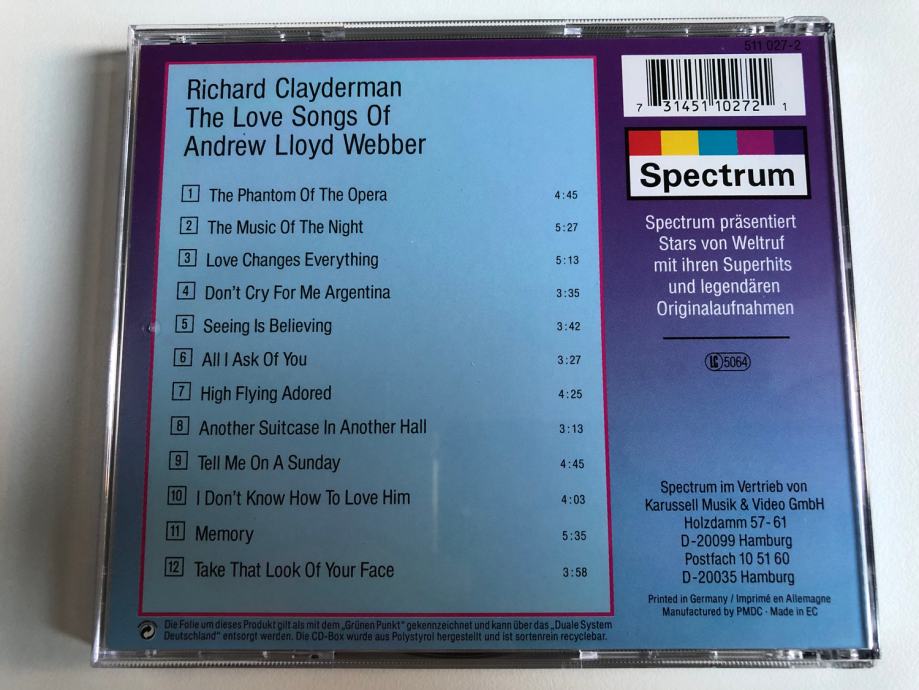 511 027-2
7 31451 10272 1
Richard Clayderman
The Love Songs Of
Andrew Lloyd Webber
1 The Phantom Of The Opera 4:45
2 The Music Of The Night 5:27
3 Love Changes Everything 5:13
4 Don't Cry For Me Argentina 3:35
5 Seeing Is Believing 3:42
6 All I Ask Of You 3:27
7 High Flying Adored 4:25
8 Another Suitcase In Another Hall 3:13
9 Tell Me On A Sunday 4:45
10 I Don't Know How To Love Him 4:03
11 Memory 5:35
12 Take That Look Of Your Face 3:58
Spectrum
Spectrum präsentiert
Stars von Weltruf
mit ihren Superhits
und legendären
Originalaufnahmen
LC 5064
Spectrum im Vertrieb von
Karussell Musik & Video GmbH
Holzdamm 57-61
D-20099 Hamburg
Postfach 10 51 60
D-20035 Hamburg
Printed in Germany / Imprimé en Allemagne
Manufactured by PMDC · Made in EC
Die Folie um dieses Produkt gilt als mit dem „Grünen Punkt" gekennzeichnet und kann über das „Duale System
Deutschland" entsorgt werden. Die CD-Box wurde aus Polystyrol hergestellt und ist sortenrein recyclebar.